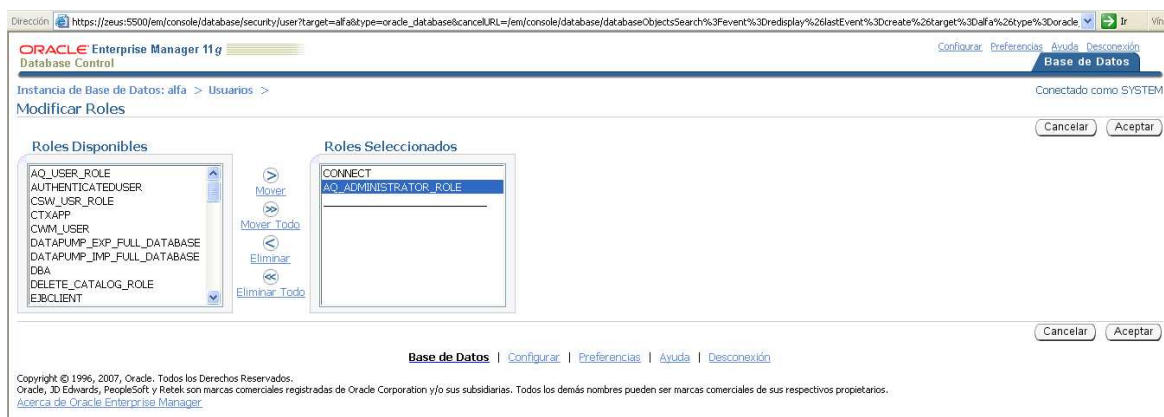 Dirección https://zeus:5500/em/console/database/security/user?target=alfa&type=oracle_database&cancelURL=/em/console/database/databaseObjectsSearch%3Fevent%3Dredisplay%26lastEvent%3Dcreate%26target%3Dalfa%26type%3Doracle Ir Vín
ORACLE Enterprise Manager 11g
Database Control
Configurar Preferencias Ayuda Desconexión
Base de Datos
Instancia de Base de Datos: alfa > Usuarios >
Conectado como SYSTEM
Modificar Roles
Cancelar Aceptar
Roles Disponibles
AQ_USER_ROLE
AUTHENTICATEDUSER
CSW_USR_ROLE
CTXAPP
CWM_USER
DATAPUMP_EXP_FULL_DATABASE
DATAPUMP_IMP_FULL_DATABASE
DBA
DELETE_CATALOG_ROLE
EJBCLIENT
Mover
Mover Todo
Eliminar
Eliminar Todo
Roles Seleccionados
CONNECT
AQ_ADMINISTRATOR_ROLE
Cancelar Aceptar
Base de Datos | Configurar | Preferencias | Ayuda | Desconexión
Copyright © 1996, 2007, Oracle. Todos los Derechos Reservados.
Oracle, JD Edwards, PeopleSoft y Retek son marcas comerciales registradas de Oracle Corporation y/o sus subsidiarias. Todos los demás nombres pueden ser marcas comerciales de sus respectivos propietarios.
Acerca de Oracle Enterprise Manager